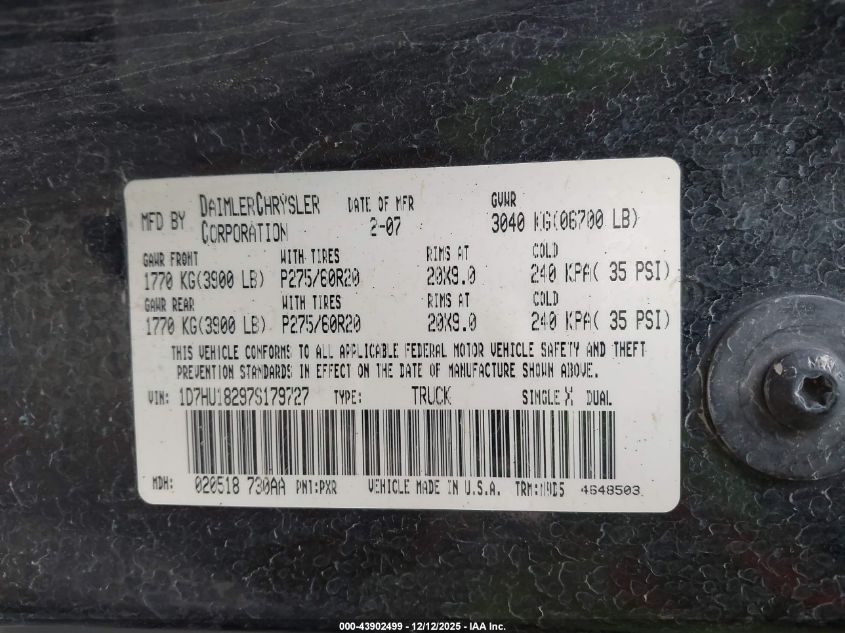 MFD BY DAIMLERCHRYSLER CORPORATION DATE OF MFR 2-07 GVWR 3040 KG(06700 LB)
GAWR FRONT WITH TIRES RIMS AT COLD
1770 KG(3900 LB) P275/60R20 20X9.0 240 KPA( 35 PSI)
GAWR REAR WITH TIRES RIMS AT COLD
1770 KG(3900 LB) P275/60R20 20X9.0 240 KPA( 35 PSI)
THIS VEHICLE CONFORMS TO ALL APPLICABLE FEDERAL MOTOR VEHICLE SAFETY AND THEFT
PREVENTION STANDARDS IN EFFECT ON THE DATE OF MANUFACTURE SHOWN ABOVE.
VIN: 1D7HU18297S179727 TYPE: TRUCK SINGLE X DUAL
MDH: 020518 730AA PNT:PXR VEHICLE MADE IN U.S.A. 4648503
000-43902499 - 12/12/2025 - IAA Inc.